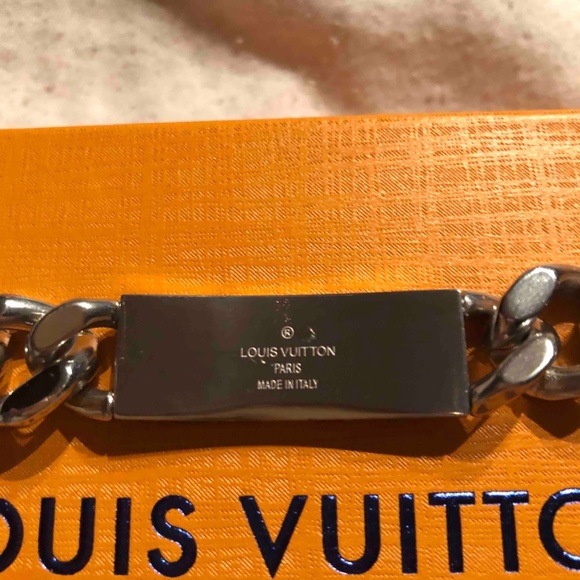 ®
LOUIS VUITTON
PARIS
MADE IN ITALY
OUIS VUITTO